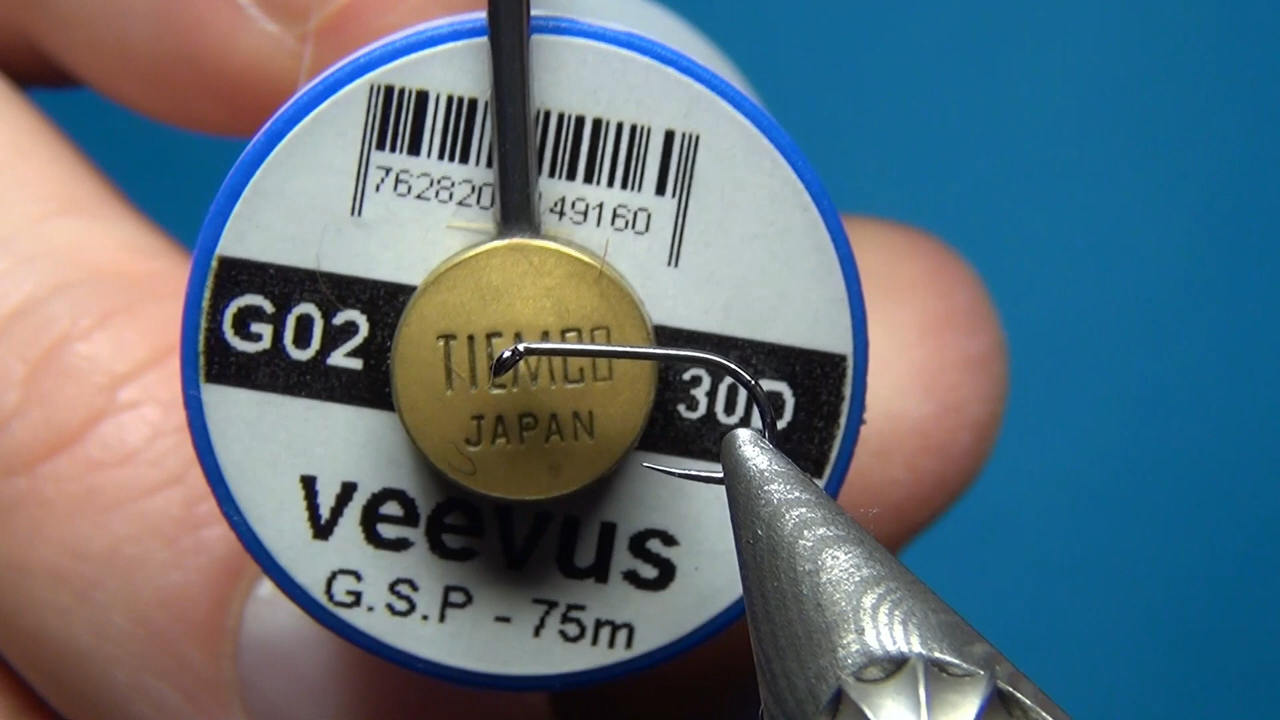 762820 49160
G02
TIEMCO
JAPAN
30D
veevus
G.S.P - 75m